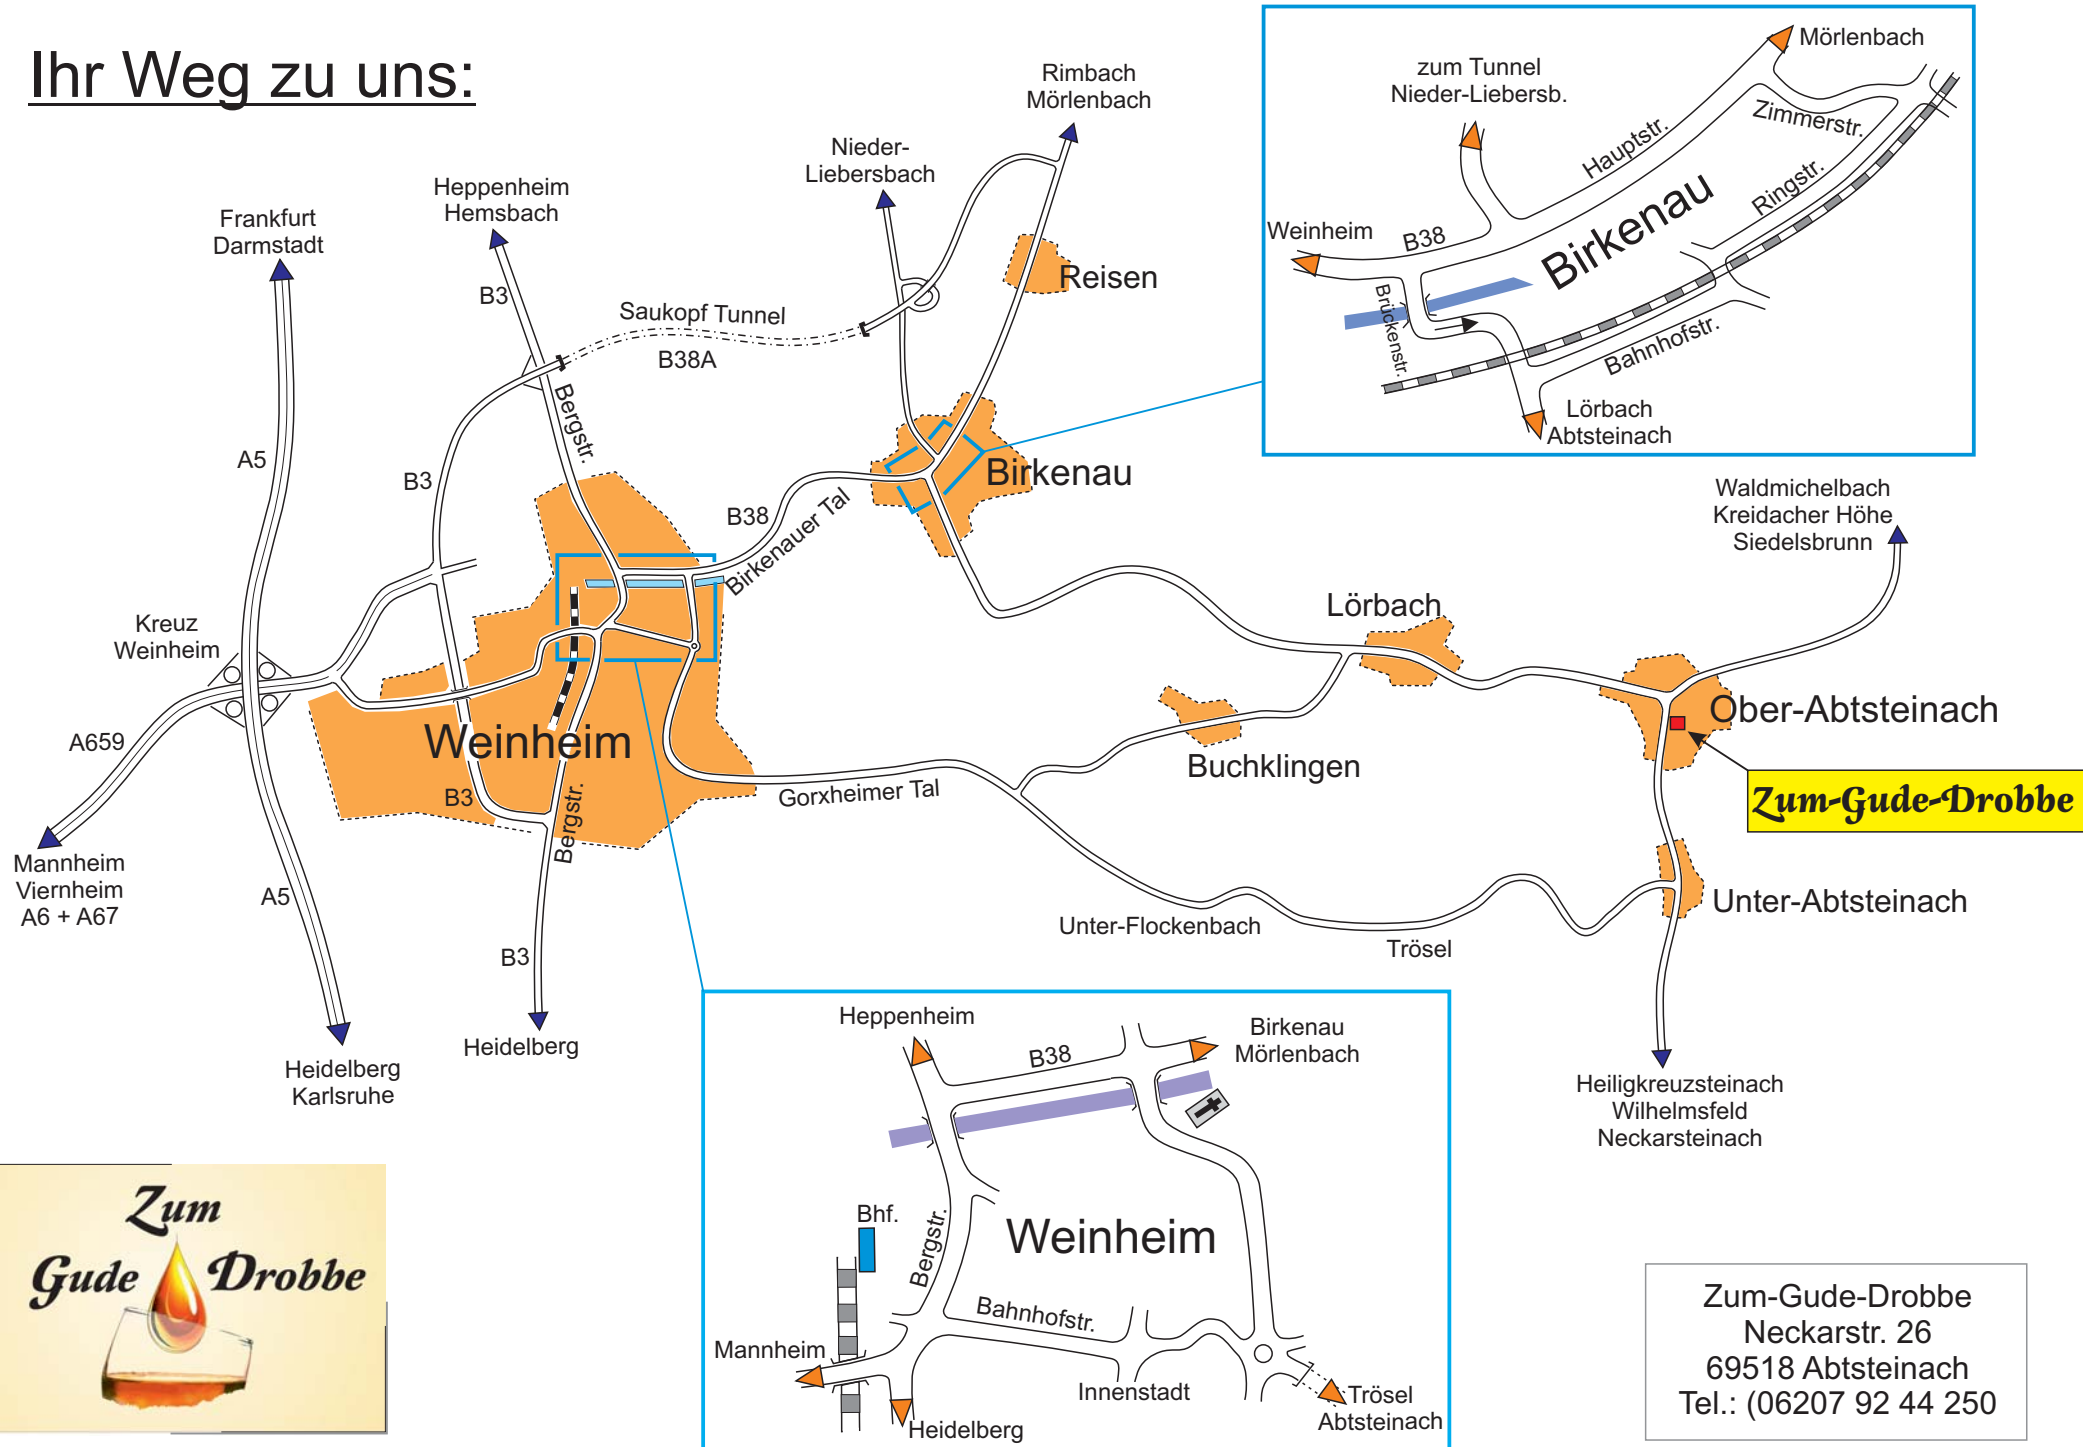 Ihr Weg zu uns:
Frankfurt
Darmstadt
Heppenheim
Hemsbach
Nieder-
Liebersbach
Rimbach
Mörlenbach
B3
Saukopf Tunnel
B38A
Reisen
Bergstr.
A5
B3
B38
Birkenauer Tal
Birkenau
Kreuz
Weinheim
A659
Weinheim
B3
Bergstr.
Gorxheimer Tal
Mannheim
Viernheim
A6 + A67
A5
B3
Heidelberg
Karlsruhe
Heidelberg
Lörbach
Buchklingen
Waldmichelbach
Kreidacher Höhe
Siedelsbrunn
Ober-Abtsteinach
Zum-Gude-Drobbe
Unter-Abtsteinach
Unter-Flockenbach
Trösel
Heiligkreuzsteinach
Wilhelmsfeld
Neckarsteinach
zum Tunnel
Nieder-Liebersb.
Mörlenbach
Hauptstr.
Zimmerstr.
Ringstr.
Weinheim
B38
Birkenau
Brückenstr.
Bahnhofstr.
Lörbach
Abtsteinach
Heppenheim
B38
Birkenau
Mörlenbach
Bhf.
Bergstr.
Weinheim
Bahnhofstr.
Mannheim
Innenstadt
Heidelberg
Trösel
Abtsteinach
Zum
Gude Drobbe
Zum-Gude-Drobbe
Neckarstr. 26
69518 Abtsteinach
Tel.: (06207 92 44 250